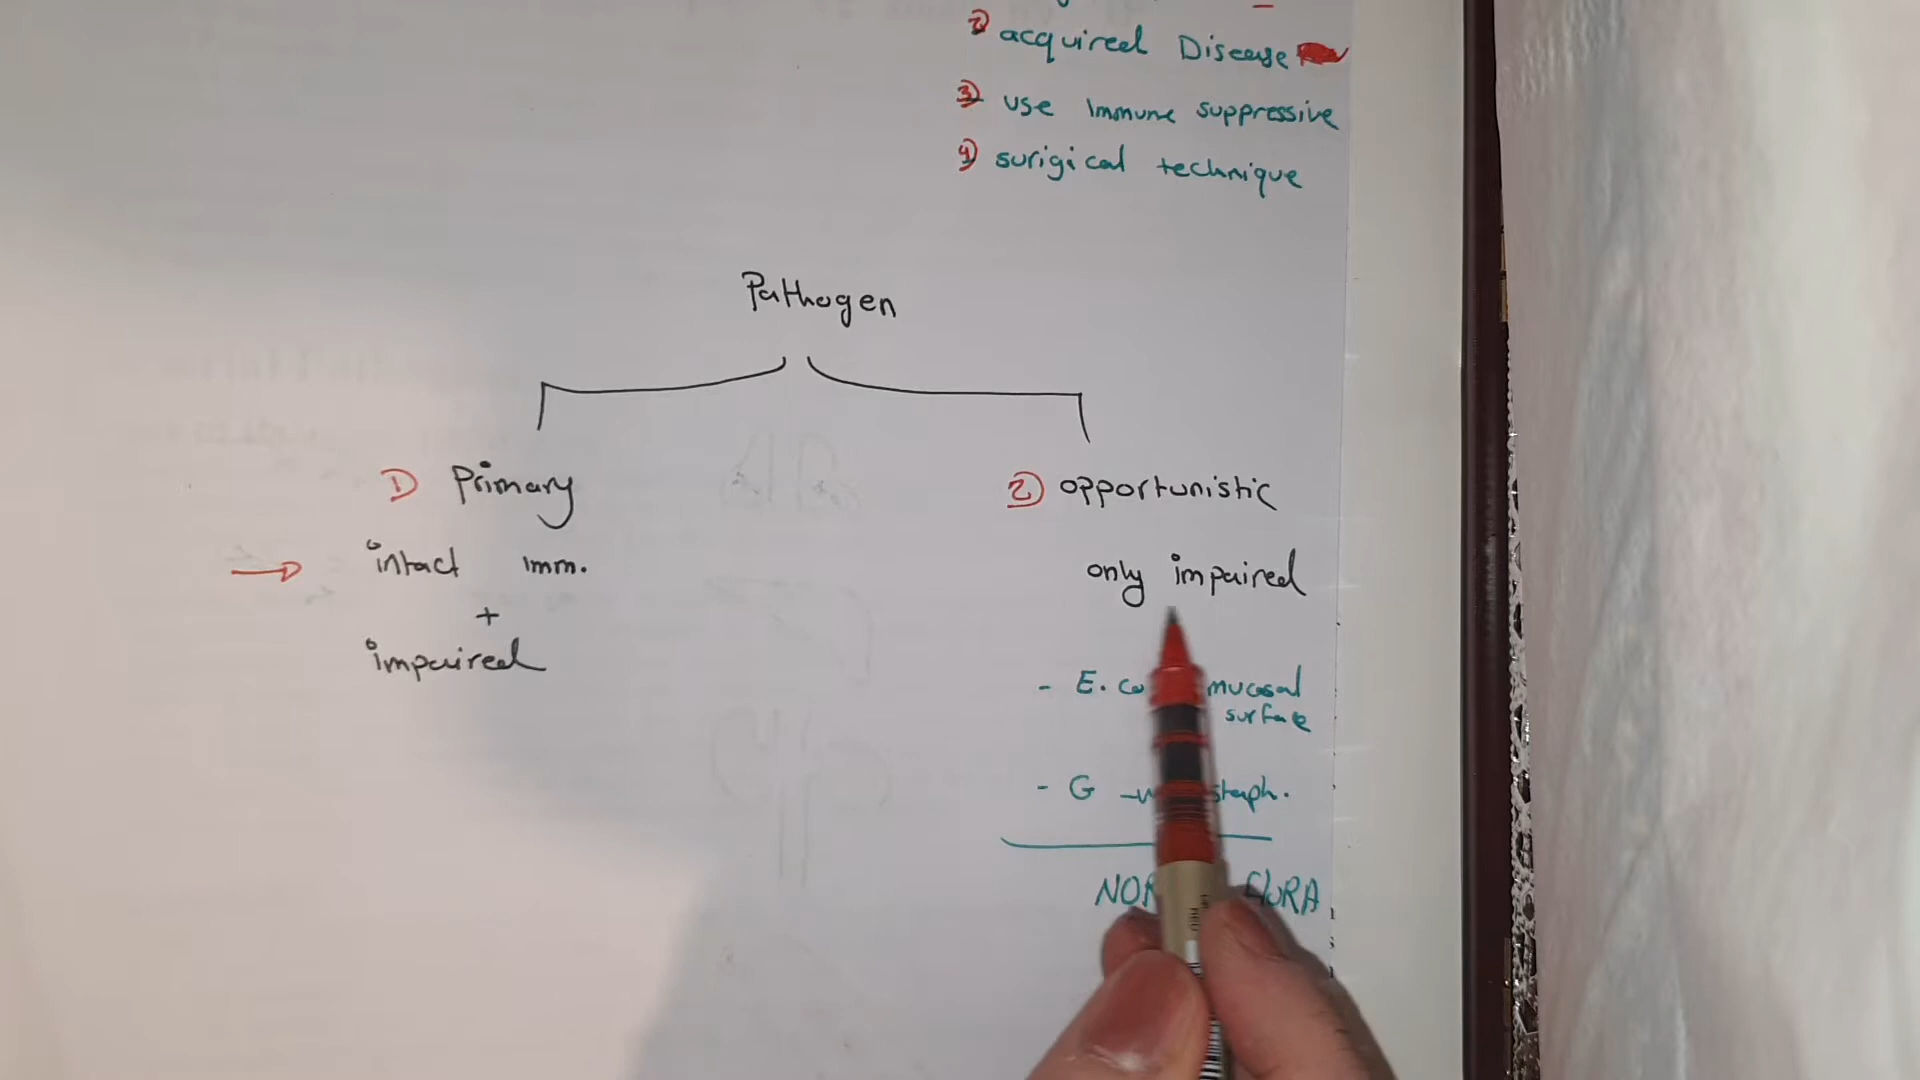 2 acquired Disease
3 use immune suppressive
4 surigical technique
Pathogen
1 Primary
intact imm.
+
impaired
2 opportunistic
only impaired
- E. mucosal
surface
- G staph.